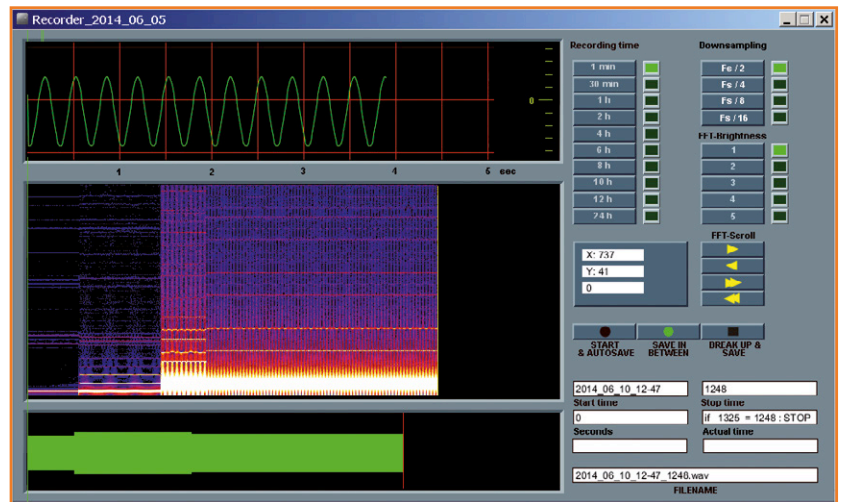 Recorder_2014_06_05
0
1 2 3 4 6 sec
Recording time
1 min
30 min
1 h
2 h
4 h
6 h
8 h
10 h
12 h
24 h
Downsampling
Fs / 2
Fs / 4
Fs / 8
Fs / 16
FFT-Brightness
1
2
3
4
5
FFT-Scroll
X: 737
Y: 41
0
START & AUTOSAVE
SAVE IN BETWEEN
BREAK UP & SAVE
2014_06_10_12-47
Start time
1248
Stop time
0
Seconds
if 1325 = 1248 : STOP
Actual time
2014_06_10_12-47_1248.wav
FILENAME